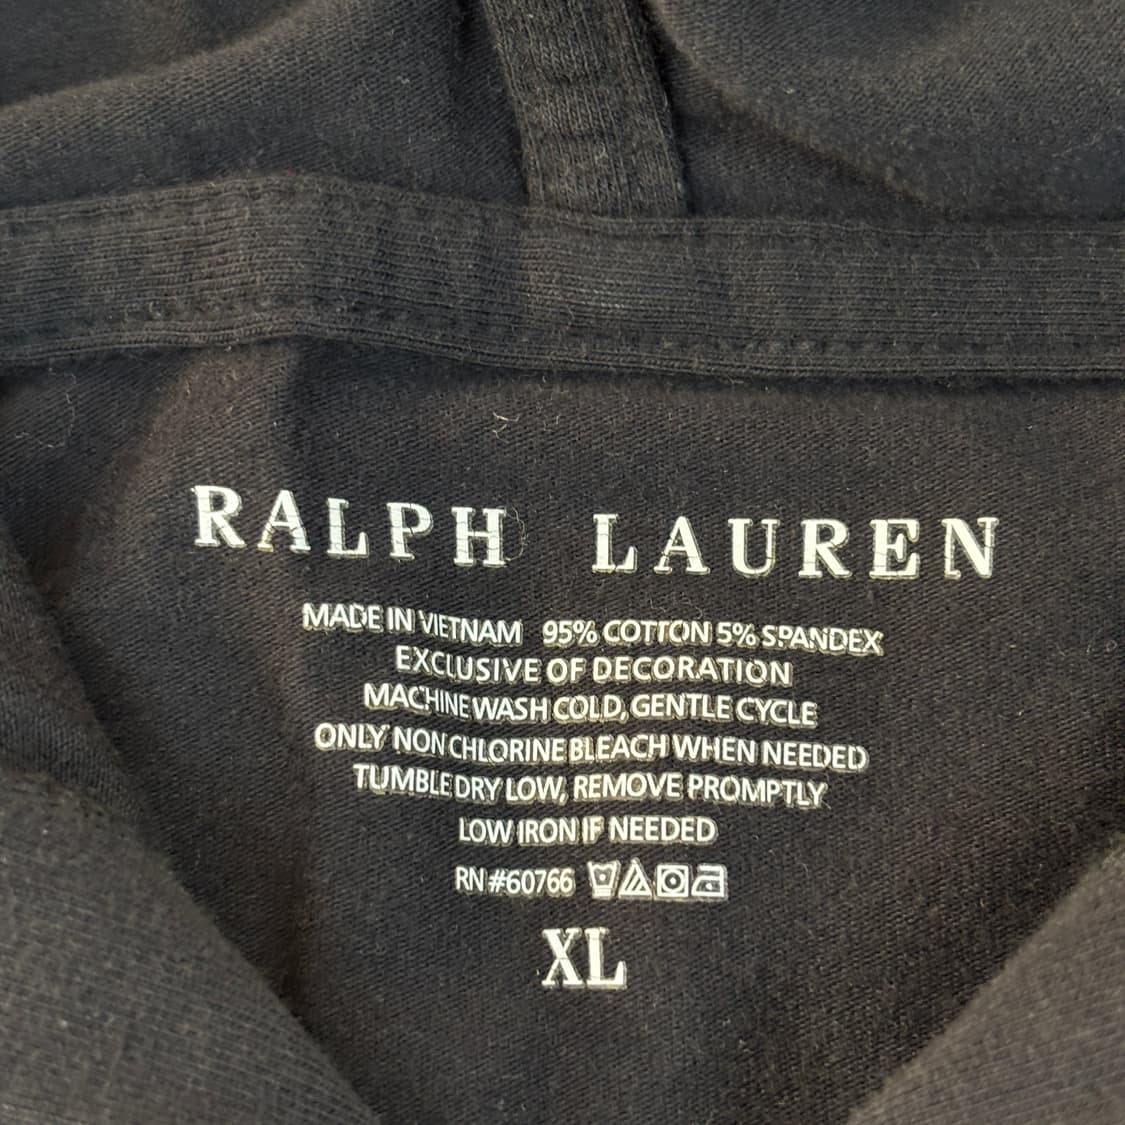 RALPH LAUREN
MADE IN VIETNAM 95% COTTON 5% SPANDEX
EXCLUSIVE OF DECORATION
MACHINE WASH COLD, GENTLE CYCLE
ONLY NON CHLORINE BLEACH WHEN NEEDED
TUMBLE DRY LOW, REMOVE PROMPTLY
LOW IRON IF NEEDED
RN #60766
XL